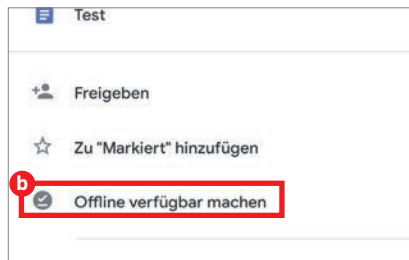 Test
Freigeben
Zu "Markiert" hinzufügen
b
Offline verfügbar machen